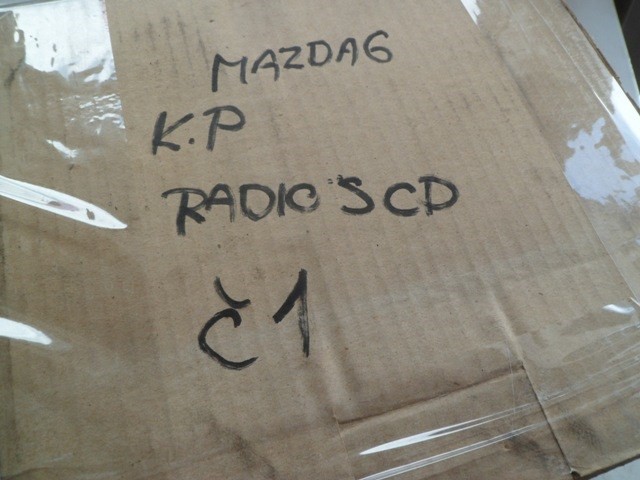 MAZDA6
K.P
RADIO S CD
Č1